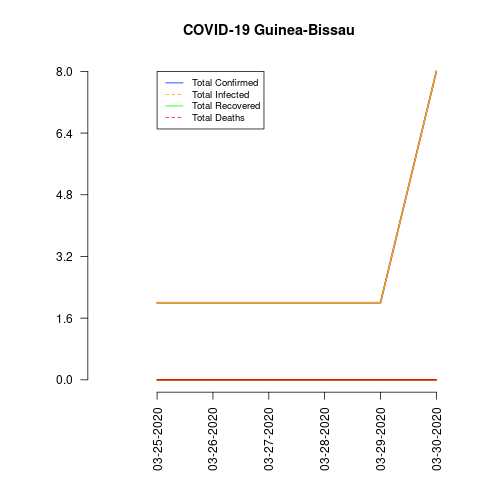 COVID-19 Guinea-Bissau
8.0
6.4
4.8
3.2
1.6
0.0
Total Confirmed
Total Infected
Total Recovered
Total Deaths
03-25-2020
03-26-2020
03-27-2020
03-28-2020
03-29-2020
03-30-2020